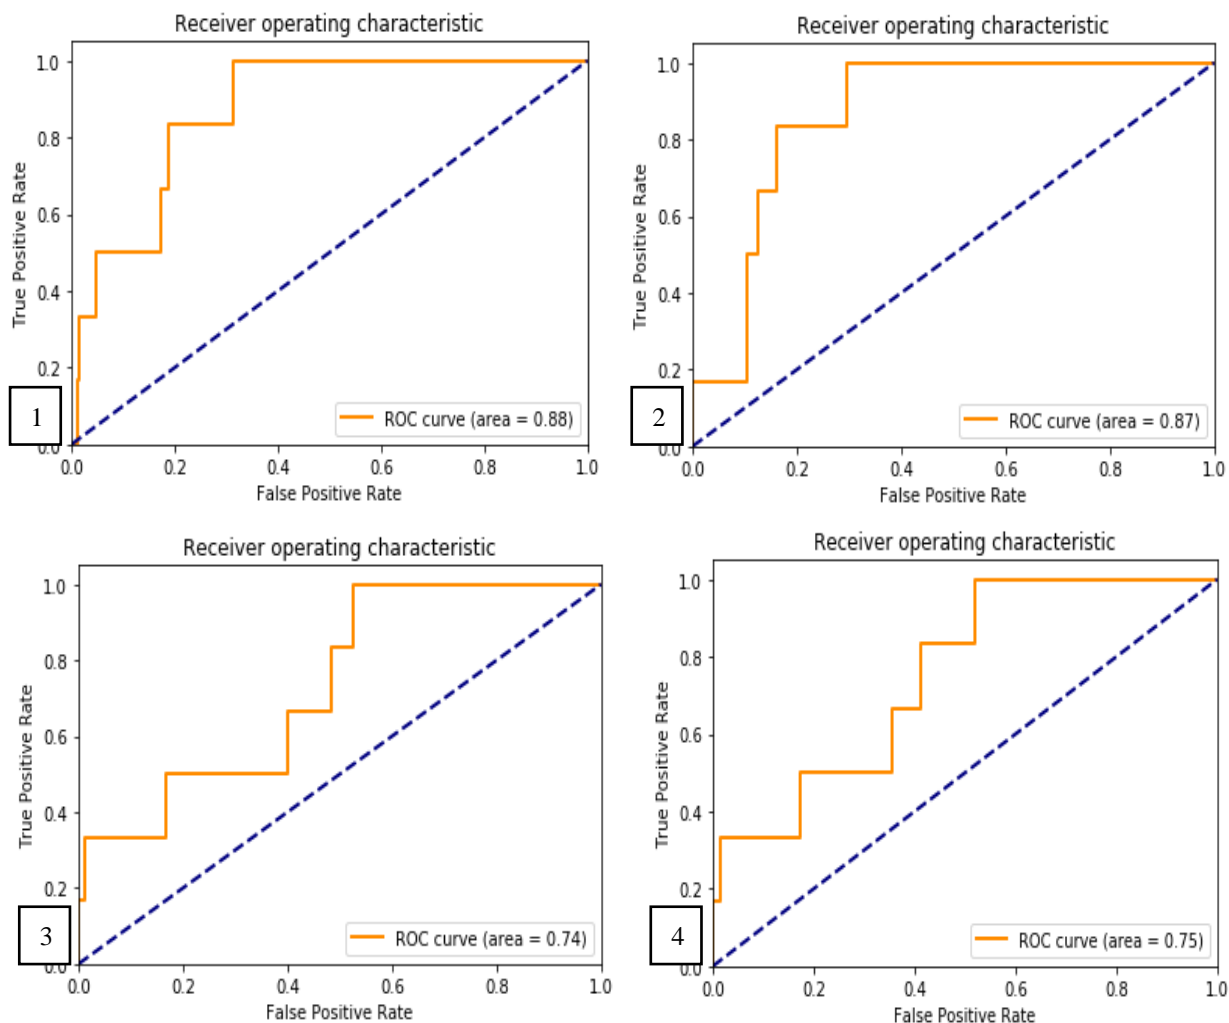 Receiver operating characteristic
1.0
0.8
0.6
0.4
0.2
0.0
True Positive Rate
1
ROC curve (area = 0.88)
0.0 0.2 0.4 0.6 0.8 1.0
False Positive Rate
Receiver operating characteristic
1.0
0.8
0.6
0.4
0.2
0.0
True Positive Rate
2
ROC curve (area = 0.87)
0.0 0.2 0.4 0.6 0.8 1.0
False Positive Rate
Receiver operating characteristic
1.0
0.8
0.6
0.4
0.2
0.0
True Positive Rate
3
ROC curve (area = 0.74)
0.0 0.2 0.4 0.6 0.8 1.0
False Positive Rate
Receiver operating characteristic
1.0
0.8
0.6
0.4
0.2
0.0
True Positive Rate
4
ROC curve (area = 0.75)
0.0 0.2 0.4 0.6 0.8 1.0
False Positive Rate